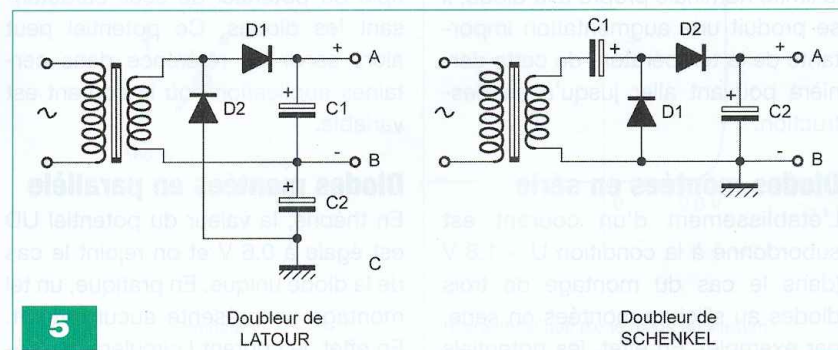 D1
+
A
D2
+
C1
-
B
+
C2
C
C1
+
D2
+
A
D1
+
C2
-
B
5
Doubleur de
LATOUR
Doubleur de
SCHENKEL